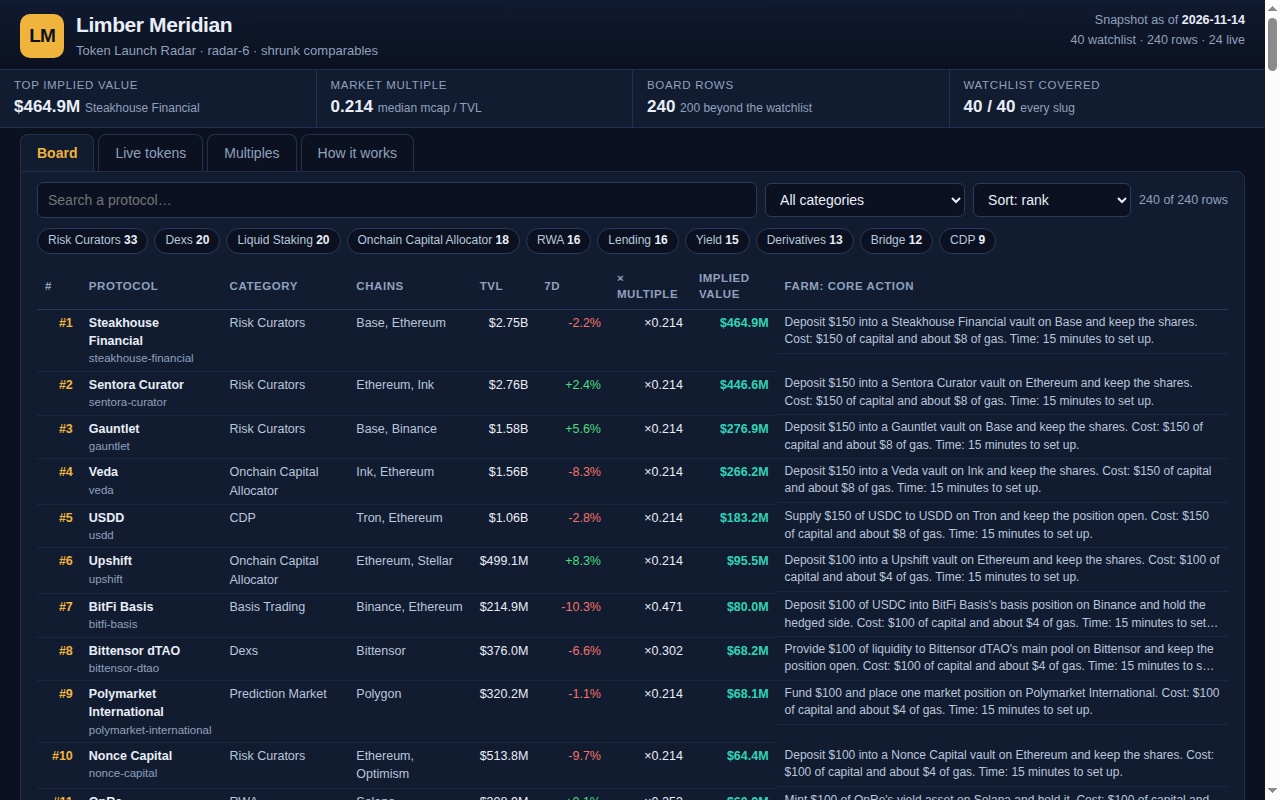 LM
Limber Meridian
Token Launch Radar · radar-6 · shrunk comparables
Snapshot as of 2026-11-14
40 watchlist · 240 rows · 24 live
TOP IMPLIED VALUE
$464.9M Steakhouse Financial
MARKET MULTIPLE
0.214 median mcap / TVL
BOARD ROWS
240 200 beyond the watchlist
WATCHLIST COVERED
40 / 40 every slug
Board
Live tokens
Multiples
How it works
Search a protocol…
All categories
Sort: rank
240 of 240 rows
Risk Curators 33
Dexs 20
Liquid Staking 20
Onchain Capital Allocator 18
RWA 16
Lending 16
Yield 15
Derivatives 13
Bridge 12
CDP 9
# PROTOCOL CATEGORY CHAINS TVL 7D × MULTIPLE IMPLIED VALUE FARM: CORE ACTION
#1 Steakhouse Financial Risk Curators Base, Ethereum $2.75B -2.2% ×0.214 $464.9M Deposit $150 into a Steakhouse Financial vault on Base and keep the shares.
steakhouse-financial Cost: $150 of capital and about $8 of gas. Time: 15 minutes to set up.
#2 Sentora Curator Risk Curators Ethereum, Ink $2.76B +2.4% ×0.214 $446.6M Deposit $150 into a Sentora Curator vault on Ethereum and keep the shares.
sentora-curator Cost: $150 of capital and about $8 of gas. Time: 15 minutes to set up.
#3 Gauntlet Risk Curators Base, Binance $1.58B +5.6% ×0.214 $276.9M Deposit $150 into a Gauntlet vault on Base and keep the shares. Cost: $150 of
gauntlet capital and about $8 of gas. Time: 15 minutes to set up.
#4 Veda Onchain Capital Allocator Ink, Ethereum $1.56B -8.3% ×0.214 $266.2M Deposit $150 into a Veda vault on Ink and keep the shares. Cost: $150 of capital
veda and about $8 of gas. Time: 15 minutes to set up.
#5 USDD CDP Tron, Ethereum $1.06B -2.8% ×0.214 $183.2M Supply $150 of USDC to USDD on Tron and keep the position open. Cost: $150
usdd of capital and about $8 of gas. Time: 15 minutes to set up.
#6 Upshift Onchain Capital Allocator Ethereum, Stellar $499.1M +8.3% ×0.214 $95.5M Deposit $100 into a Upshift vault on Ethereum and keep the shares. Cost: $100 of
upshift capital and about $4 of gas. Time: 15 minutes to set up.
#7 BitFi Basis Basis Trading Binance, Ethereum $214.9M -10.3% ×0.471 $80.0M Deposit $100 of USDC into BitFi Basis's basis position on Binance and hold the
bitfi-basis hedged side. Cost: $100 of capital and about $4 of gas. Time: 15 minutes to set…
#8 Bittensor dTAO Dexs Bittensor $376.0M -6.6% ×0.302 $68.2M Provide $100 of liquidity to Bittensor dTAO's main pool on Bittensor and keep the
bittensor-dtao position open. Cost: $100 of capital and about $4 of gas. Time: 15 minutes to s…
#9 Polymarket International Prediction Market Polygon $320.2M -1.1% ×0.214 $68.1M Fund $100 and place one market position on Polymarket International. Cost: $100
polymarket-international of capital and about $4 of gas. Time: 15 minutes to set up.
#10 Nonce Capital Risk Curators Ethereum, Optimism $513.8M -9.7% ×0.214 $64.4M Deposit $100 into a Nonce Capital vault on Ethereum and keep the shares. Cost:
nonce-capital $100 of capital and about $4 of gas. Time: 15 minutes to set up.